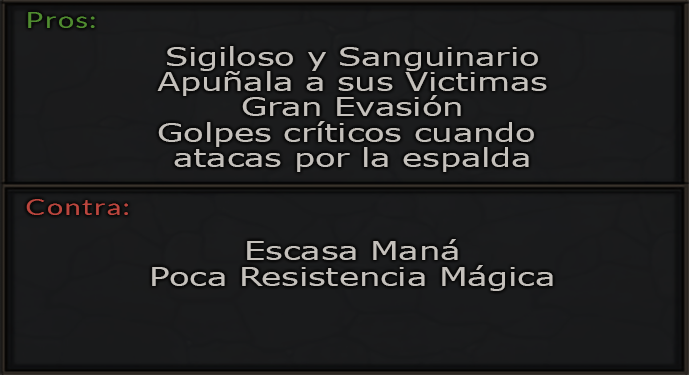 Pros:
Sigiloso y Sanguinario
Apuñala a sus Victimas
Gran Evasión
Golpes críticos cuando
atacas por la espalda
Contra:
Escasa Maná
Poca Resistencia Mágica